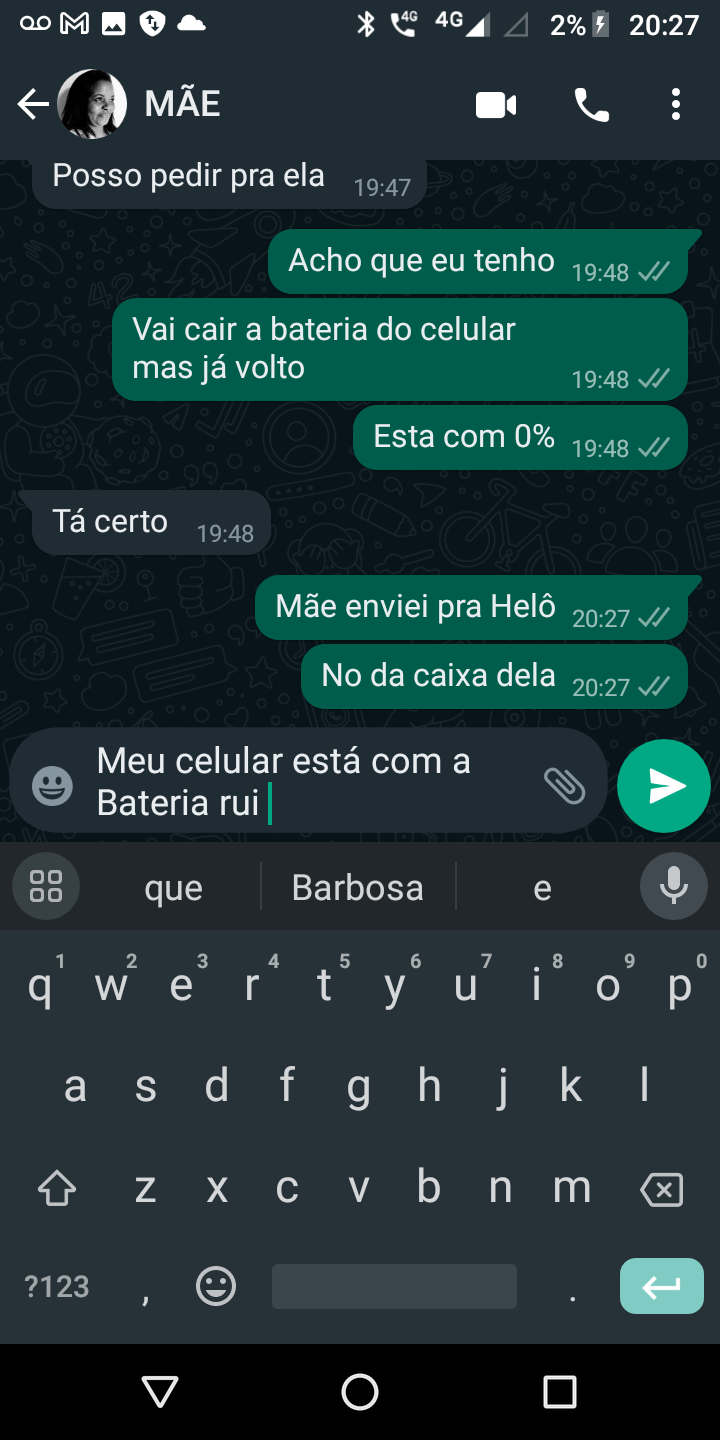 4G 4G 2% 20:27
MÃE
Posso pedir pra ela 19:47
Acho que eu tenho 19:48
Vai cair a bateria do celular
mas já volto 19:48
Esta com 0% 19:48
Tá certo 19:48
Mãe enviei pra Helô 20:27
No da caixa dela 20:27
Meu celular está com a
Bateria rui
que Barbosa e
1 2 3 4 5 6 7 8 9 0
q w e r t y u i o p
a s d f g h j k l
z x c v b n m
?123 , .